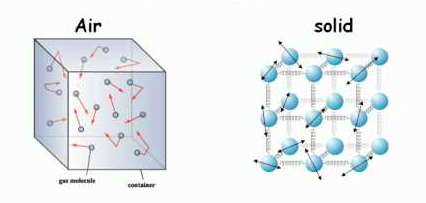 Air
solid
gas molecule
container